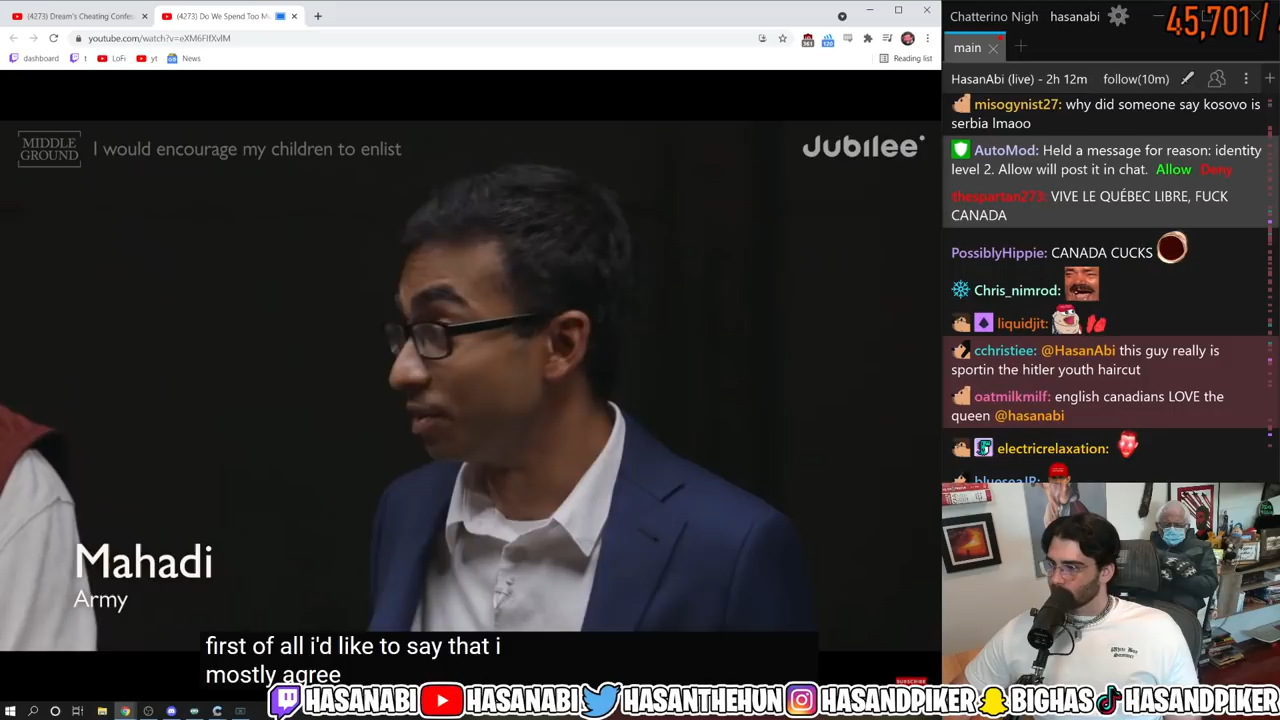 (4273) Dream's Cheating Confes
(4273) Do We Spend Too M
youtube.com/watch?v=eXM6FIfXvlM
dashboard
t
LoFi
yt
News
Reading list
MIDDLE
GROUND
I would encourage my children to enlist
Jubilee
Mahadi
Army
first of all i'd like to say that i
mostly agree
SUBSCRIBE
Chatterino Nigh
hasanabi
45,701/
main
HasanAbi (live) - 2h 12m
follow(10m)
misogynist27: why did someone say kosovo is
serbia lmaoo
AutoMod: Held a message for reason: identity
level 2. Allow will post it in chat. Allow Deny
thespartan273: VIVE LE QUÉBEC LIBRE, FUCK
CANADA
PossiblyHippie: CANADA CUCKS
Chris_nimrod:
liquidjit:
cchristiee: @HasanAbi this guy really is
sportin the hitler youth haircut
oatmilkmilf: english canadians LOVE the
queen @hasanabi
electricrelaxation:
blueseaJP:
HASANABI HASANABI HASANTHEHUN HASANDPIKER BIGHAS HASANDPIKER